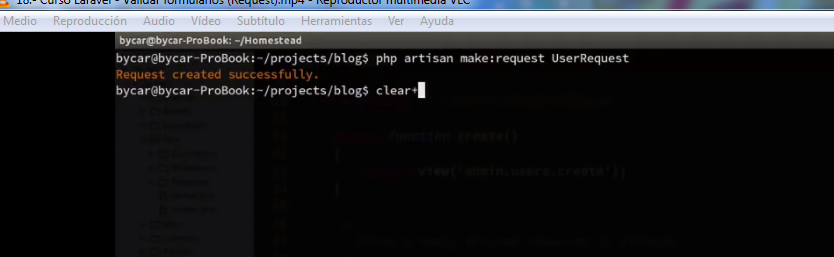 18.- Curso Laravel - Validar formularios (Request).mp4 - Reproductor multimedia VLC
Medio Reproducción Audio Vídeo Subtítulo Herramientas Ver Ayuda
bycar@bycar-ProBook: ~/Homestead
bycar@bycar-ProBook:~/projects/blog$ php artisan make:request UserRequest
Request created successfully.
bycar@bycar-ProBook:~/projects/blog$ clear+
function create()
{
view('admin.users.create');
}